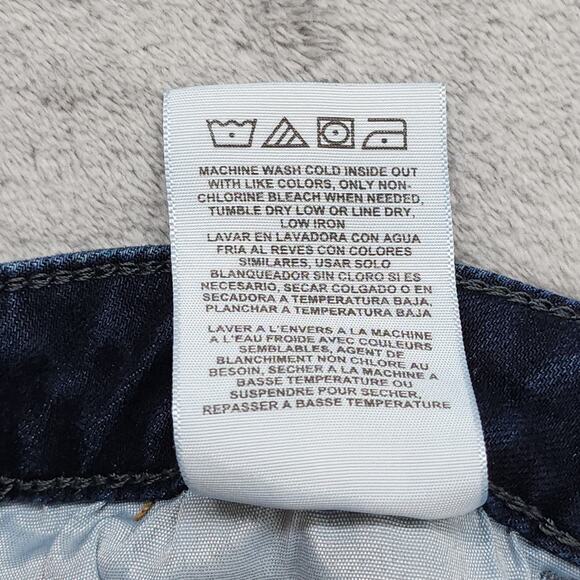 MACHINE WASH COLD INSIDE OUT
WITH LIKE COLORS, ONLY NON-
CHLORINE BLEACH WHEN NEEDED,
TUMBLE DRY LOW OR LINE DRY,
LOW IRON
LAVAR EN LAVADORA CON AGUA
FRIA AL REVES CON COLORES
SIMILARES, USAR SOLO
BLANQUEADOR SIN CLORO SI ES
NECESARIO, SECAR COLGADO O EN
SECADORA A TEMPERATURA BAJA,
PLANCHAR A TEMPERATURA BAJA
LAVER A L'ENVERS A LA MACHINE
A L'EAU FROIDE AVEC COULEURS
SEMBLABLES, AGENT DE
BLANCHIMENT NON CHLORE AU
BESOIN, SECHER A LA MACHINE A
BASSE TEMPERATURE OU
SUSPENDRE POUR SECHER,
REPASSER A BASSE TEMPERATURE